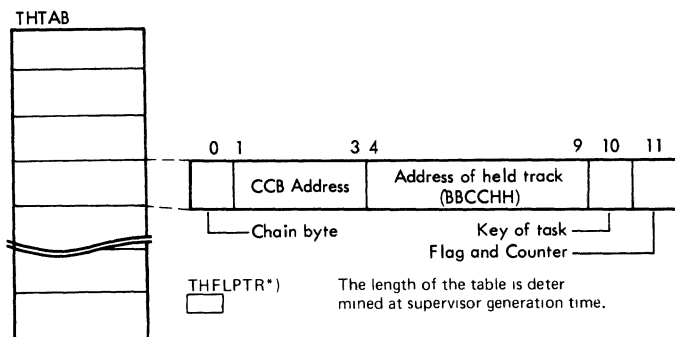 THTAB
0 1 3 4 9 10 11
CCB Address
Address of held track
(BBCCHH)
Chain byte
Key of task
Flag and Counter
THFLPTR*)
The length of the table is deter
mined at supervisor generation time.